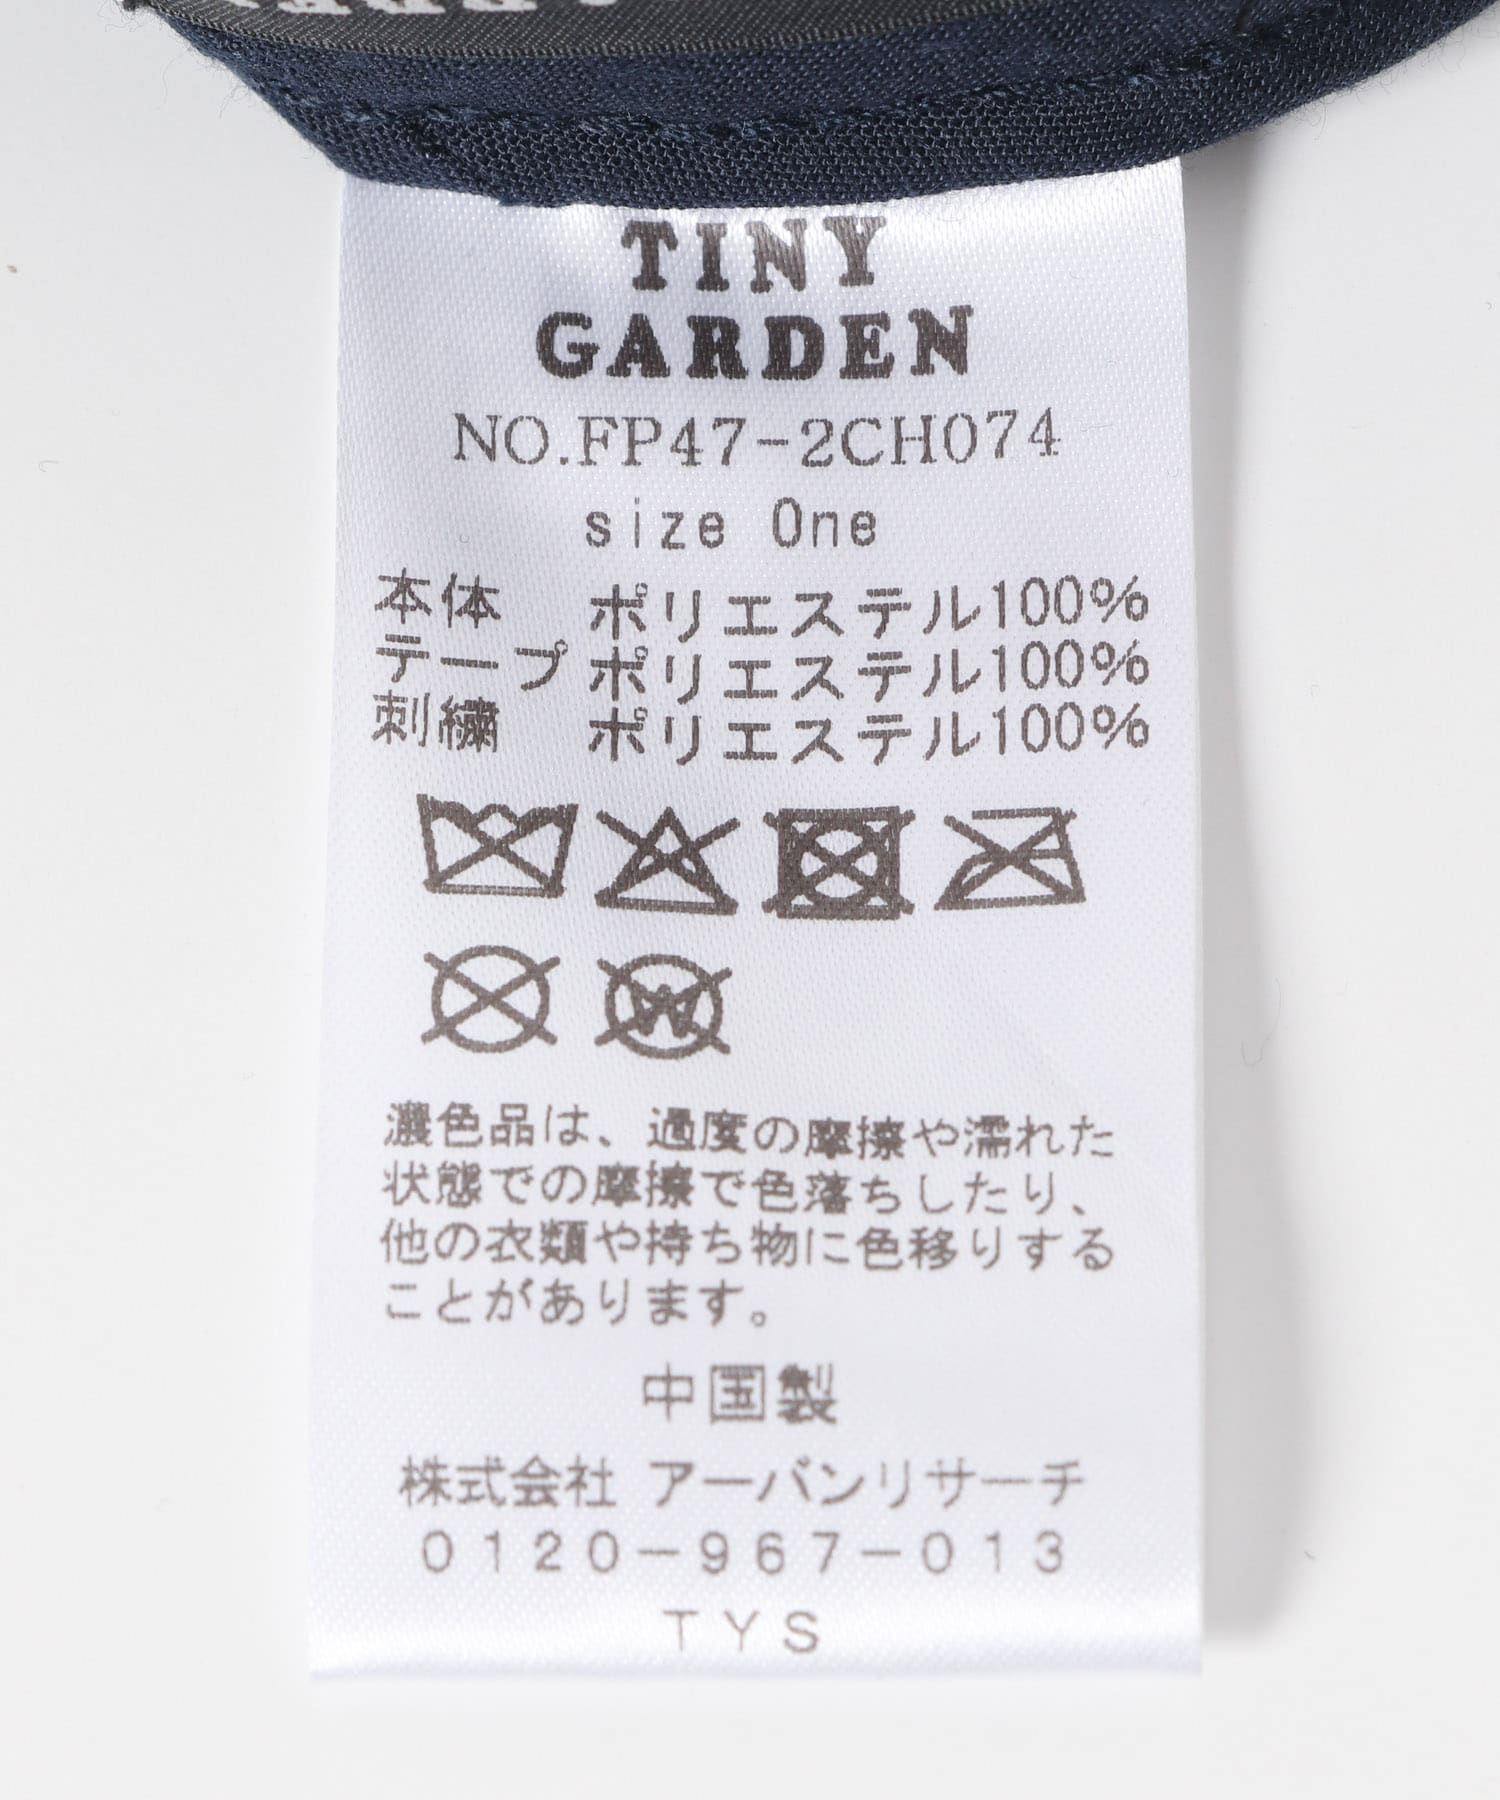 TINY
GARDEN
NO.FP47-2CH074
size One
本体 ポリエステル100%
テープ ポリエステル100%
刺繍 ポリエステル100%
W
濃色品は、過度の摩擦や濡れた
状態での摩擦で色落ちしたり、
他の衣類や持ち物に色移りする
ことがあります。
中国製
株式会社 アーバンリサーチ
0120-967-013
TYS